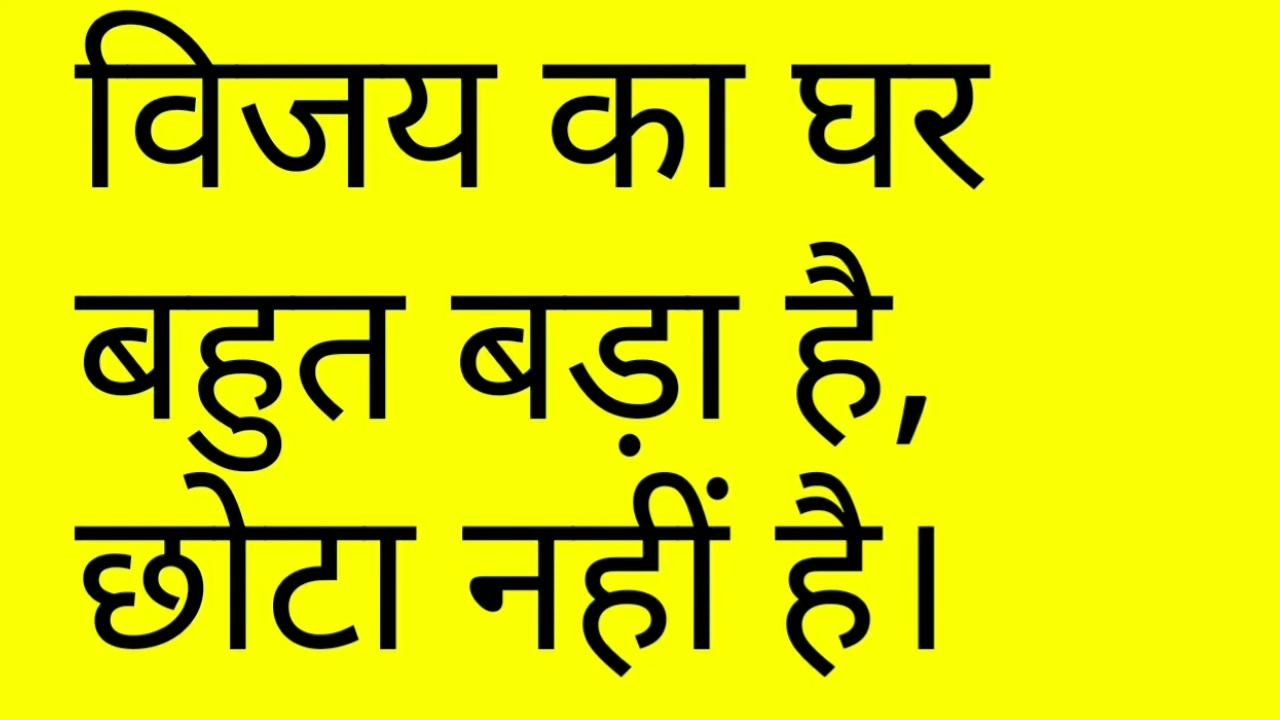 विजय का घर
बहुत बड़ा है,
छोटा नहीं है।